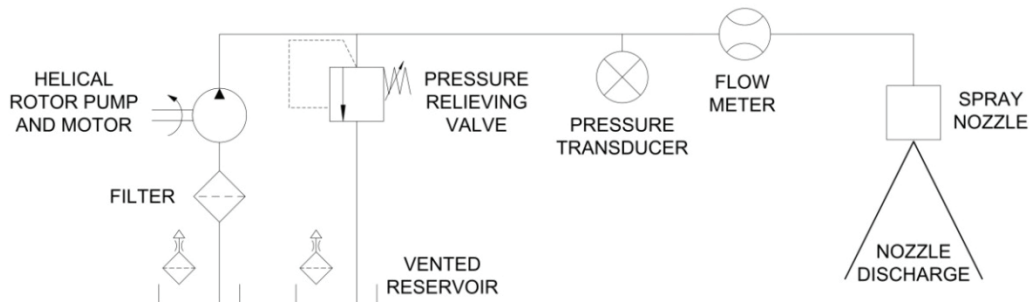 HELICAL
ROTOR PUMP
AND MOTOR
PRESSURE
RELIEVING
VALVE
PRESSURE
TRANSDUCER
FLOW
METER
SPRAY
NOZZLE
FILTER
VENTED
RESERVOIR
NOZZLE
DISCHARGE